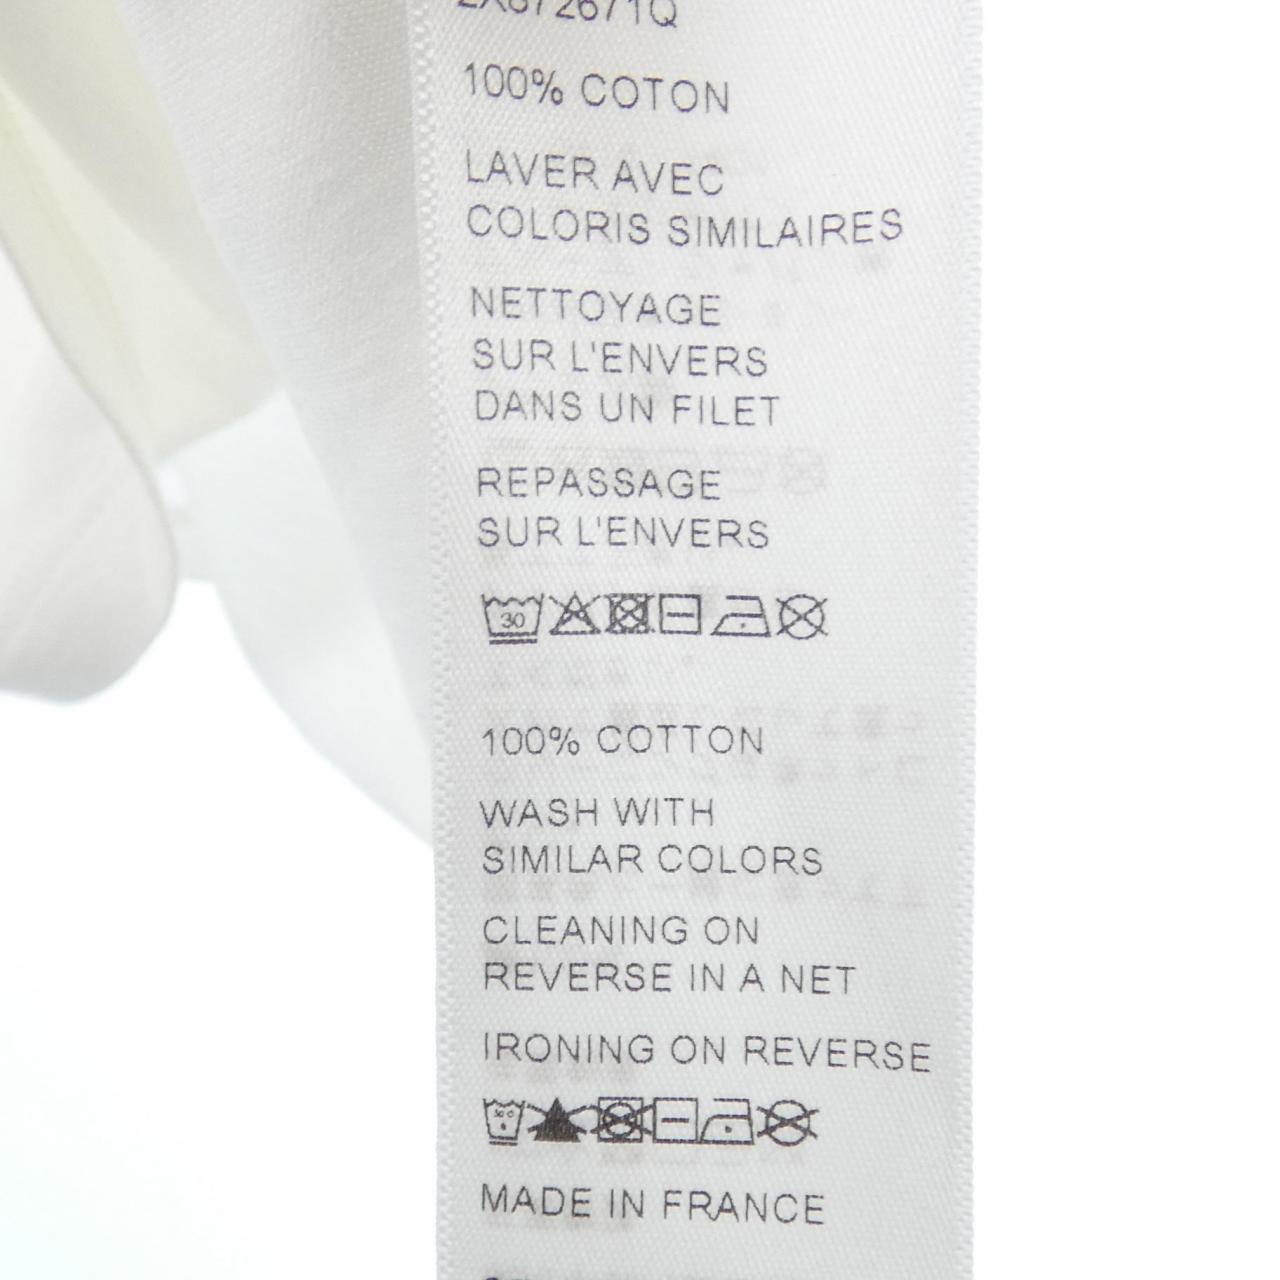 100% COTON
LAVER AVEC
COLORIS SIMILAIRES
NETTOYAGE
SUR L'ENVERS
DANS UN FILET
REPASSAGE
SUR L'ENVERS
30
100% COTTON
WASH WITH
SIMILAR COLORS
CLEANING ON
REVERSE IN A NET
IRONING ON REVERSE
MADE IN FRANCE